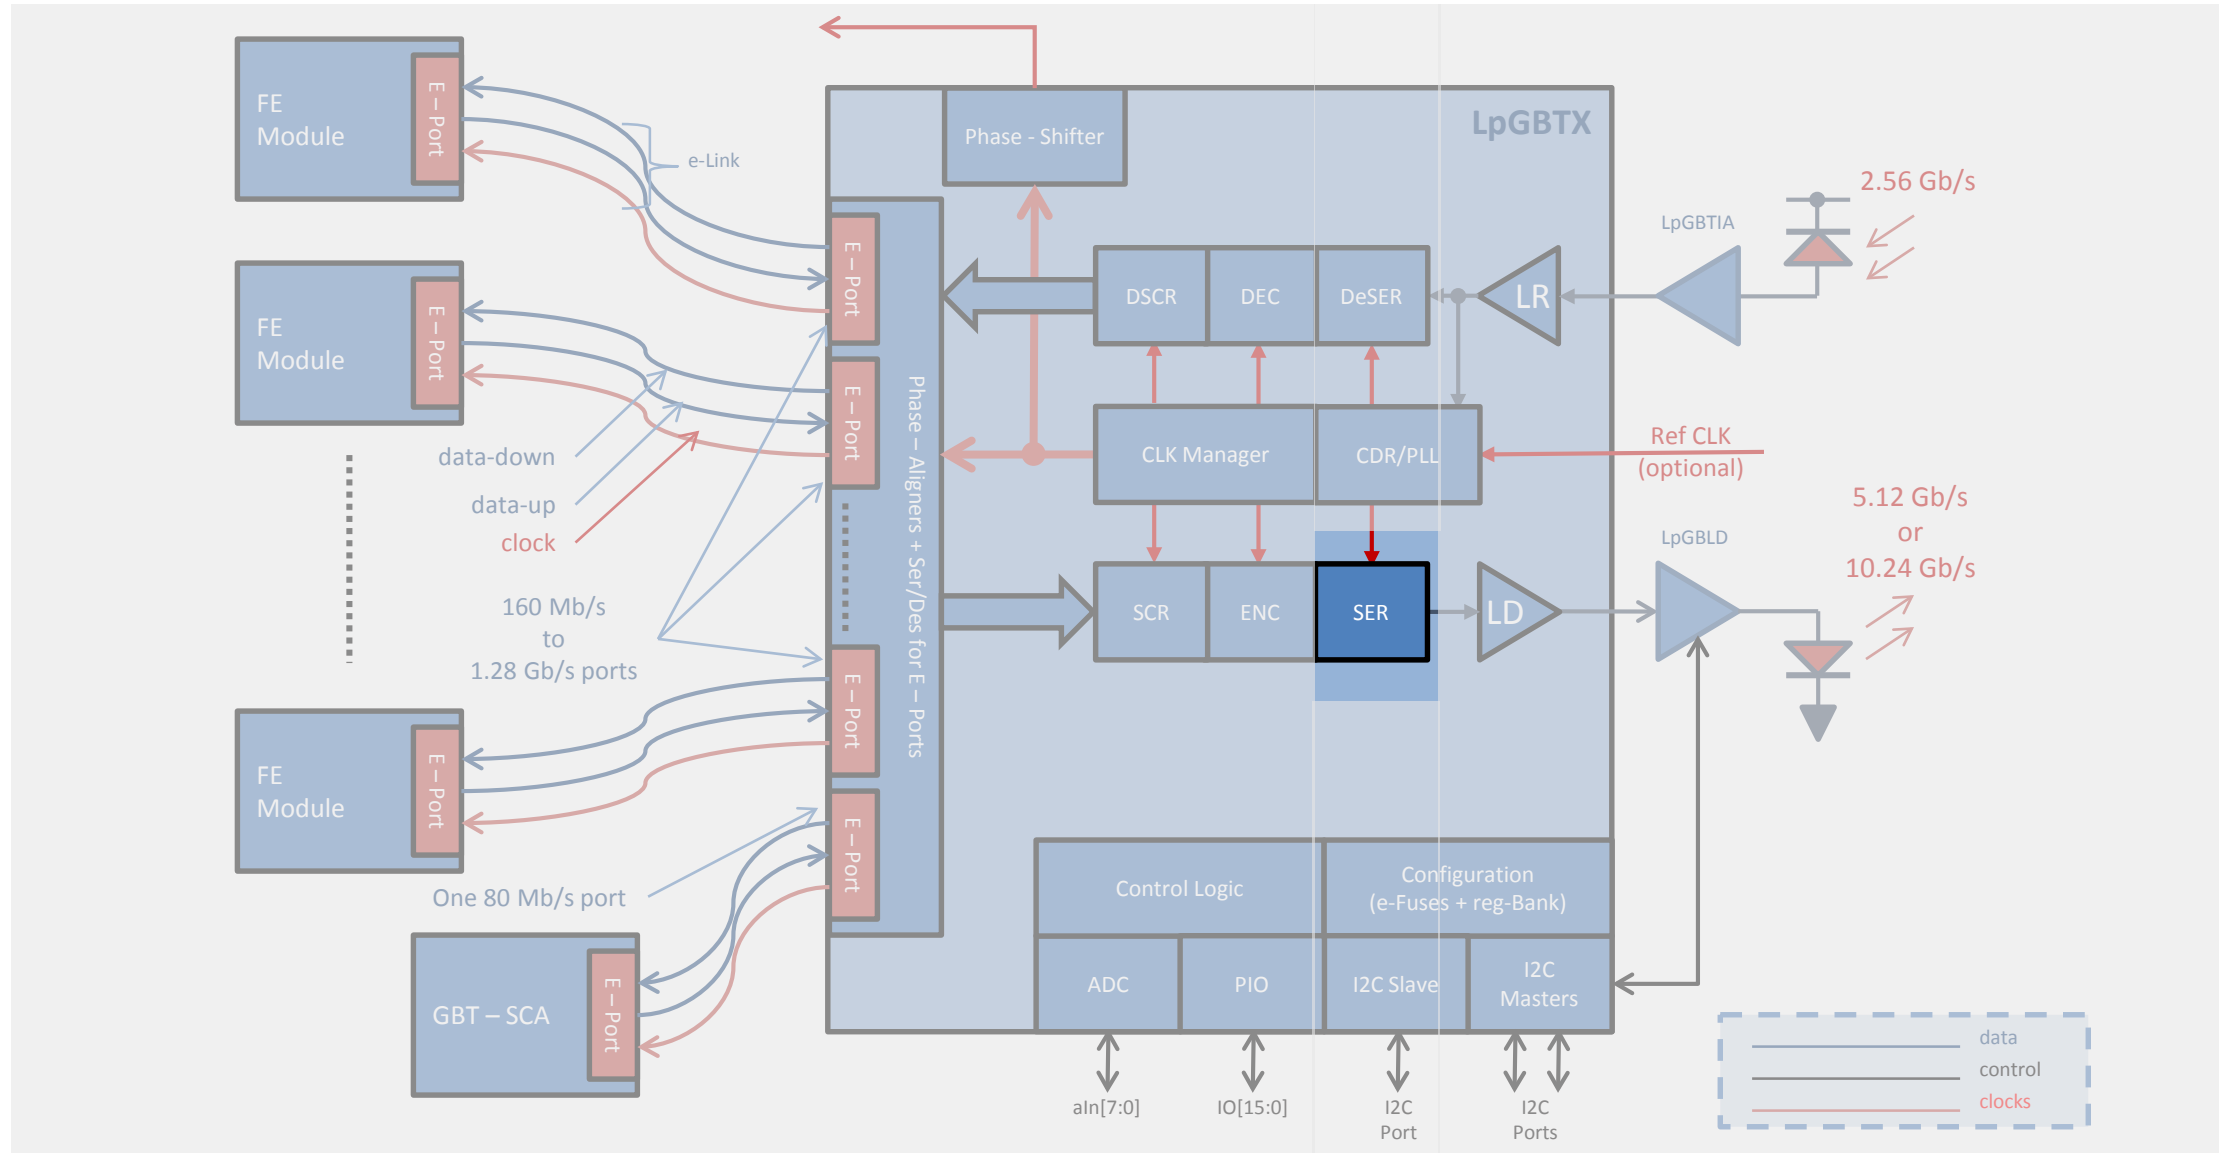 FE
Module
E – Port
FE
Module
E – Port
FE
Module
E – Port
GBT – SCA
E – Port
e-Link
data-down
data-up
clock
160 Mb/s
to
1.28 Gb/s ports
One 80 Mb/s port
LpGBTX
Phase - Shifter
E – Port
E – Port
E – Port
E – Port
Phase – Aligners + Ser/Des for E – Ports
DSCR
DEC
DeSER
LR
CLK Manager
CDR/PLL
SCR
ENC
SER
LD
Control Logic
Configuration
(e-Fuses + reg-Bank)
ADC
PIO
I2C Slave
I2C
Masters
aIn[7:0]
IO[15:0]
I2C
Port
I2C
Ports
LpGBTIA
2.56 Gb/s
Ref CLK
(optional)
LpGBLD
5.12 Gb/s
or
10.24 Gb/s
data
control
clocks